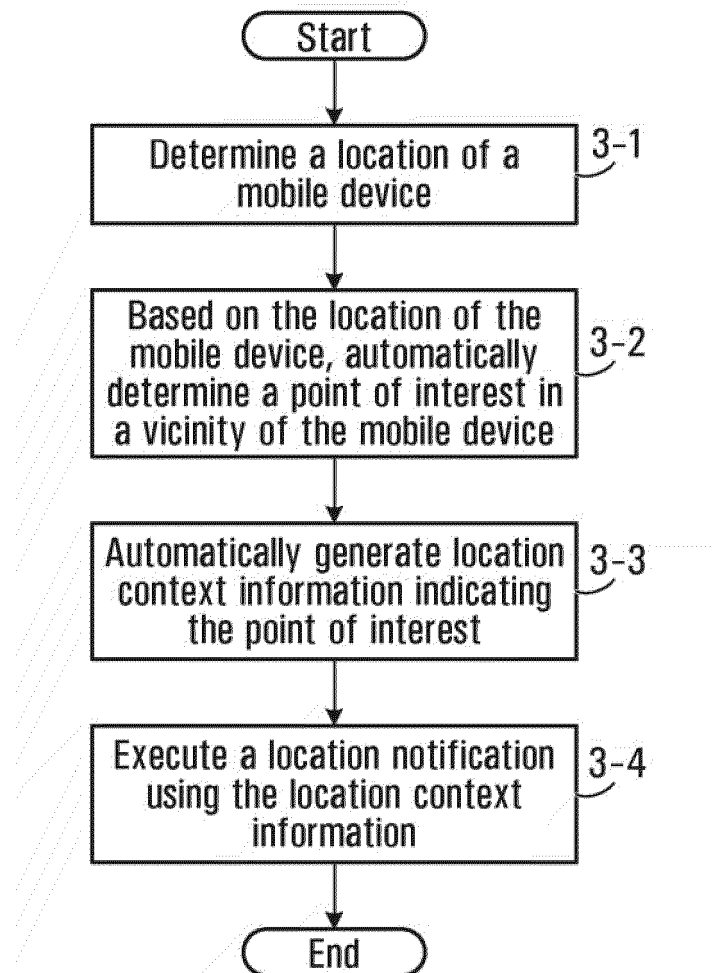 Start
Determine a location of a
mobile device
3-1
Based on the location of the
mobile device, automatically
determine a point of interest in
a vicinity of the mobile device
3-2
Automatically generate location
context information indicating
the point of interest
3-3
Execute a location notification
using the location context
information
3-4
End